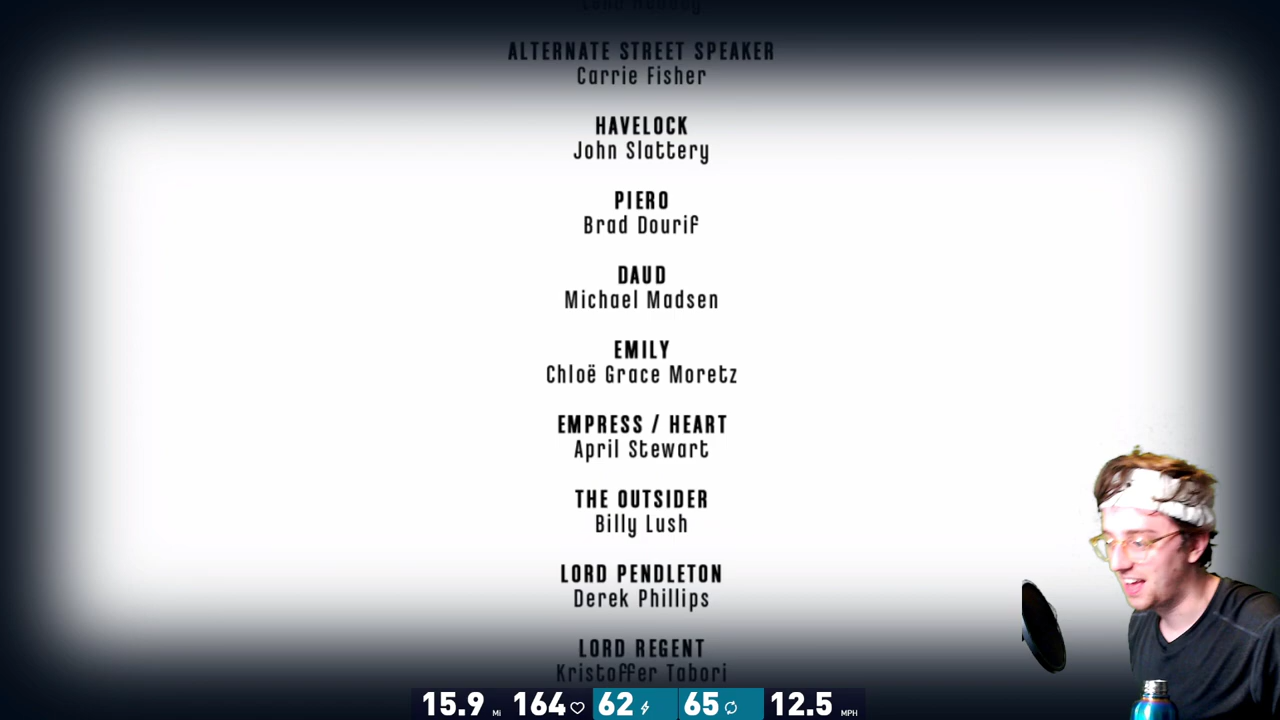 ALTERNATE STREET SPEAKER
Carrie Fisher
HAVELOCK
John Slattery
PIERO
Brad Dourif
DAUD
Michael Madsen
EMILY
Chloë Grace Moretz
EMPRESS / HEART
April Stewart
THE OUTSIDER
Billy Lush
LORD PENDLETON
Derek Phillips
LORD REGENT
Kristoffer Tabori
15.9 Mi 164 62 65 12.5 MPH